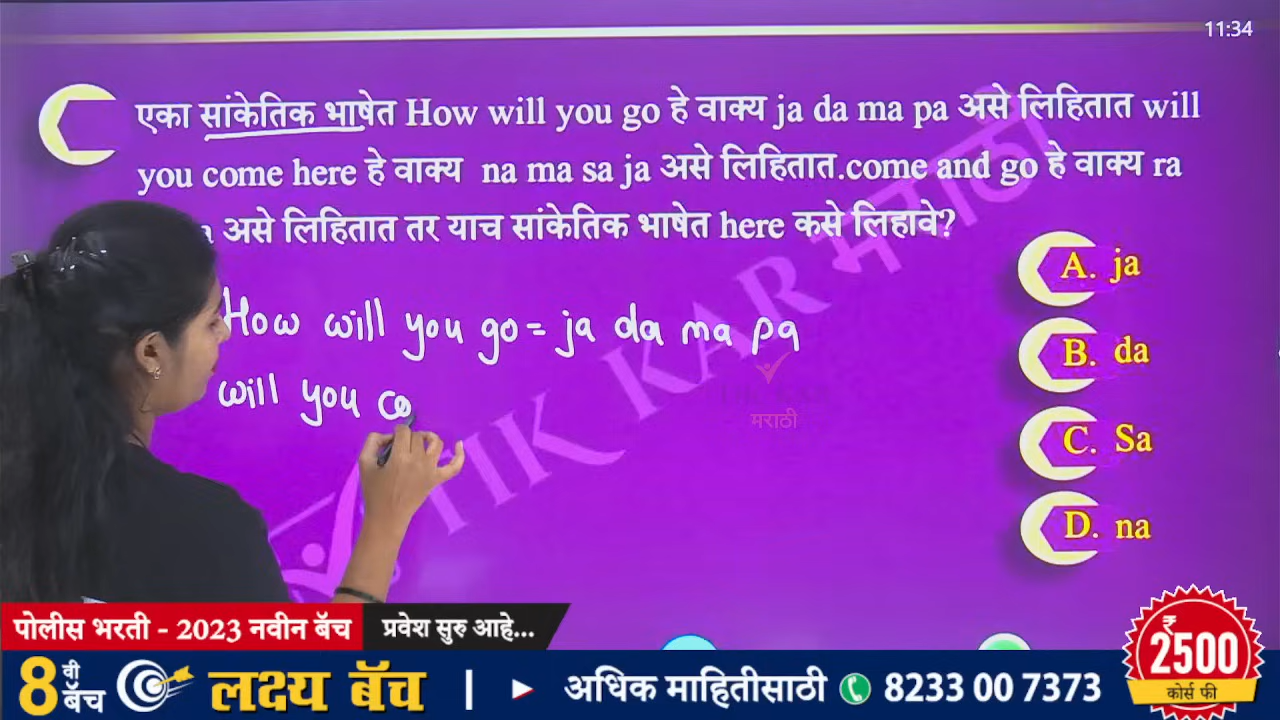 11:34
एका सांकेतिक भाषेत How will you go हे वाक्य ja da ma pa असे लिहितात will
you come here हे वाक्य na ma sa ja असे लिहितात.come and go हे वाक्य ra
असे लिहितात तर याच सांकेतिक भाषेत here कसे लिहावे?
A. ja
How will you go = ja da ma pa
B. da
will you co
मराठी
C. Sa
D. na
TIK KAR मराठी
पोलीस भरती - 2023 नवीन बॅच प्रवेश सुरु आहे...
₹ 2500 कोर्स फी
8 वी बॅच लक्ष्य बॅच | अधिक माहितीसाठी 8233 00 7373